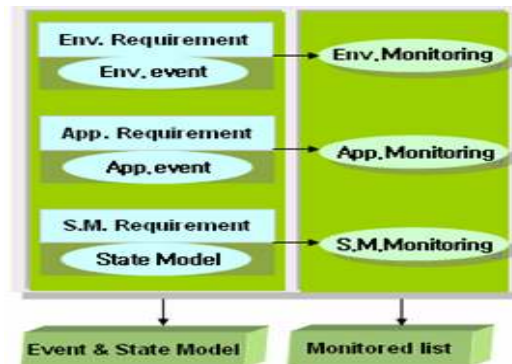 Env. Requirement
Env.event
Env.Monitoring
App. Requirement
App.event
App.Monitoring
S.M. Requirement
State Model
S.M.Monitoring
Event & State Model
Monitored list